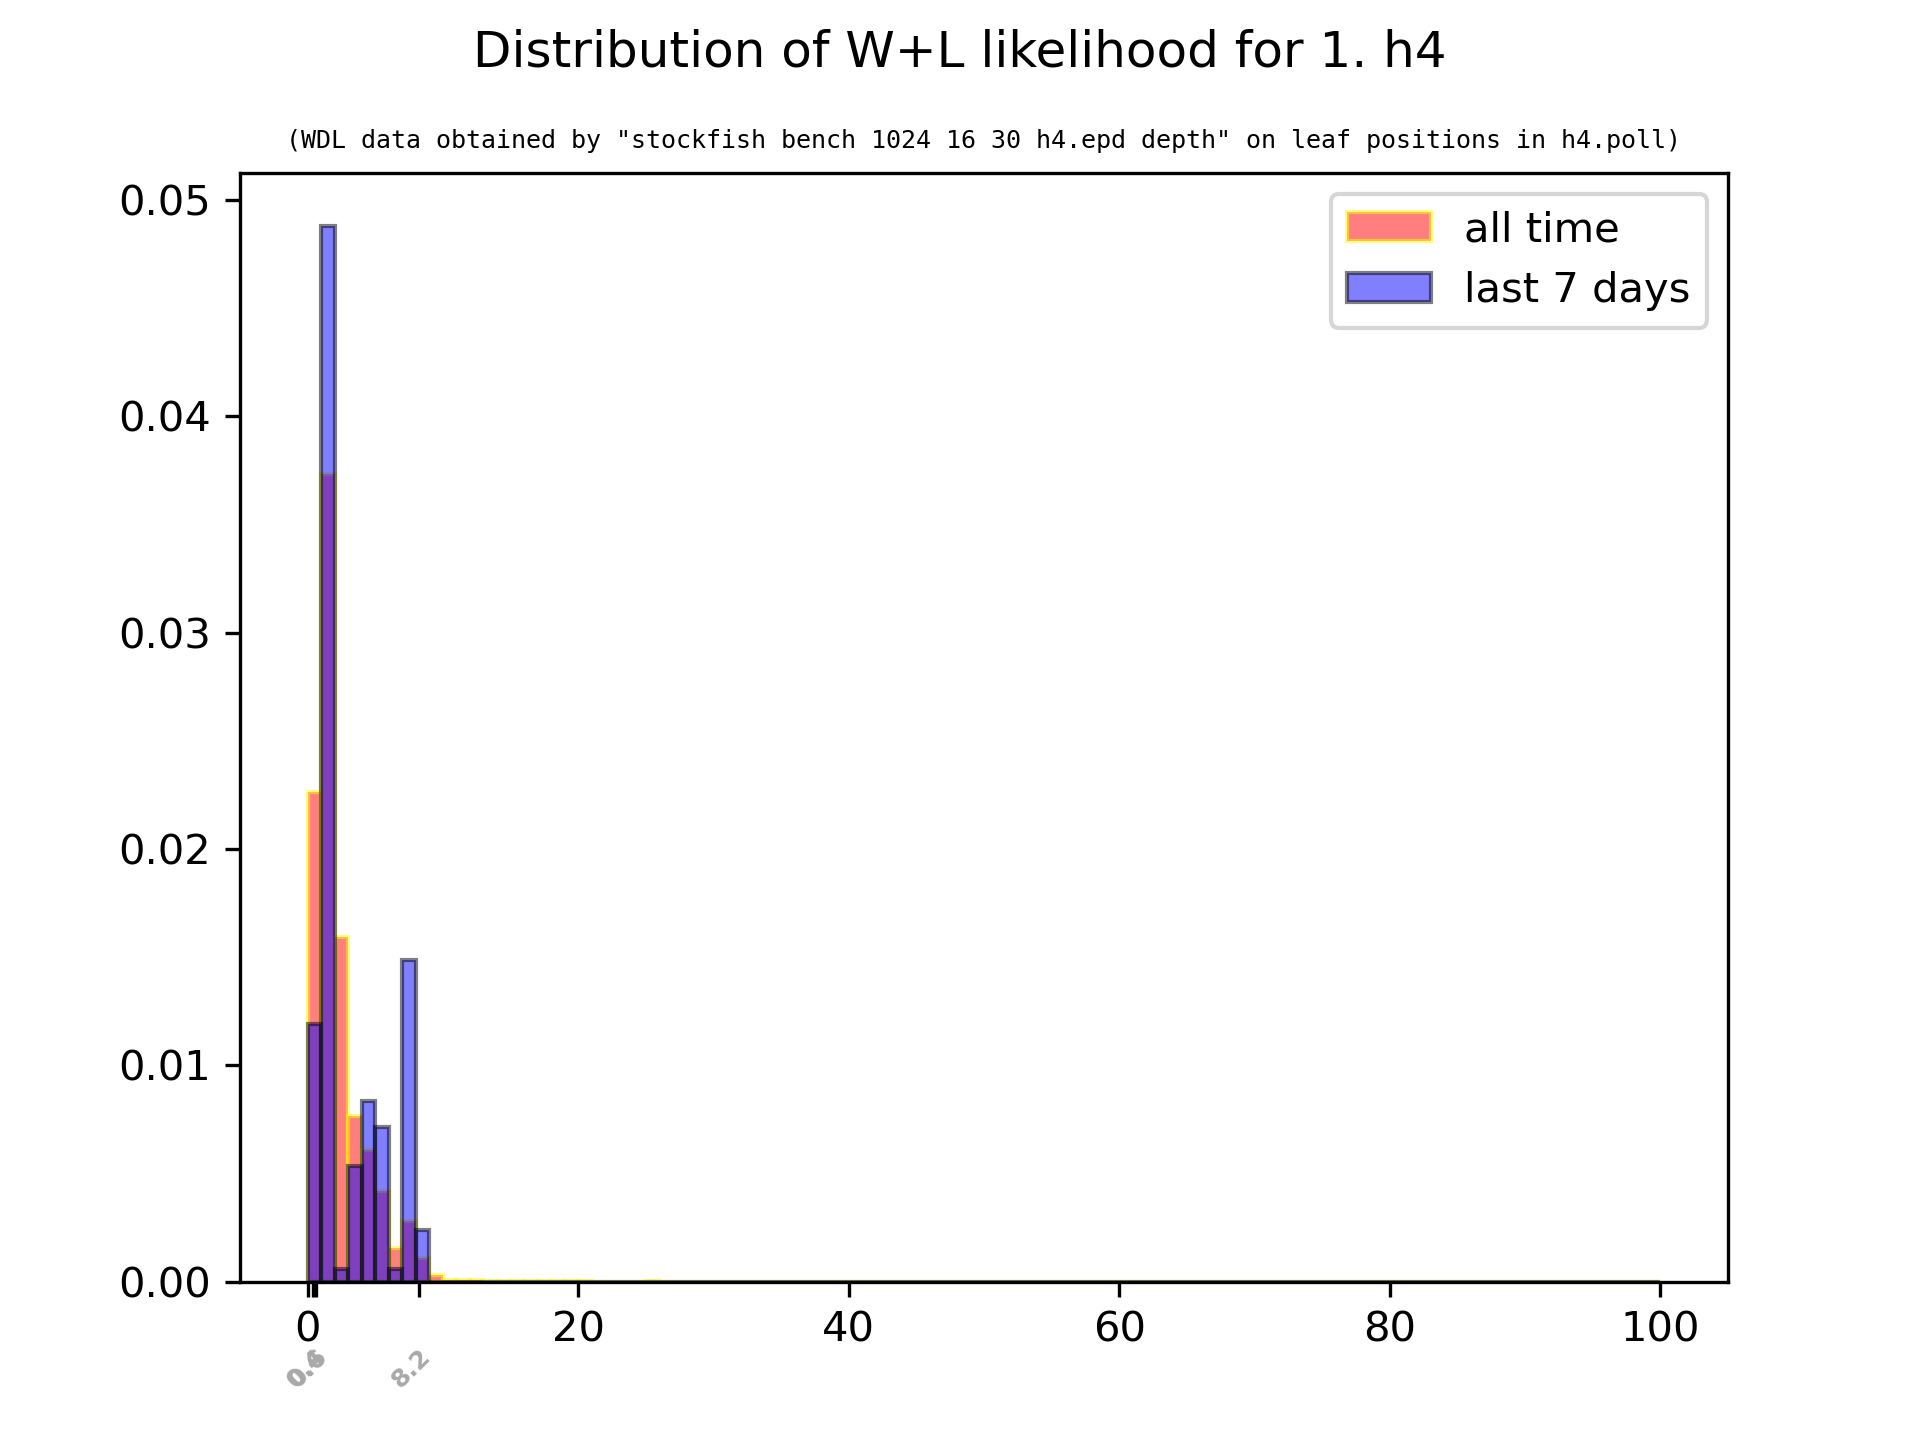 Distribution of W+L likelihood for 1. h4
(WDL data obtained by "stockfish bench 1024 16 30 h4.epd depth" on leaf positions in h4.poll)
all time
last 7 days
0.05
0.04
0.03
0.02
0.01
0.00
0 20 40 60 80 100
8.2